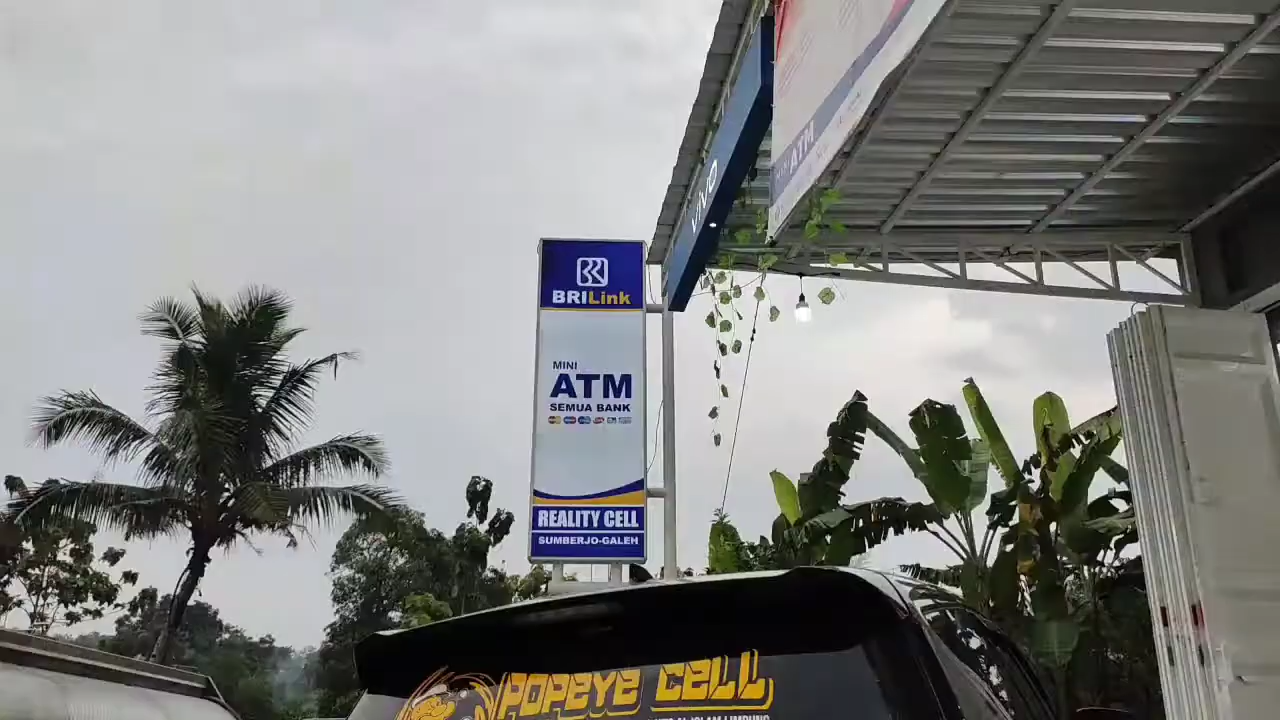 vivo
ATM
BRILink
MINI
ATM
SEMUA BANK
REALITY CELL
SUMBERJO-GALEH
POPEYE CELL